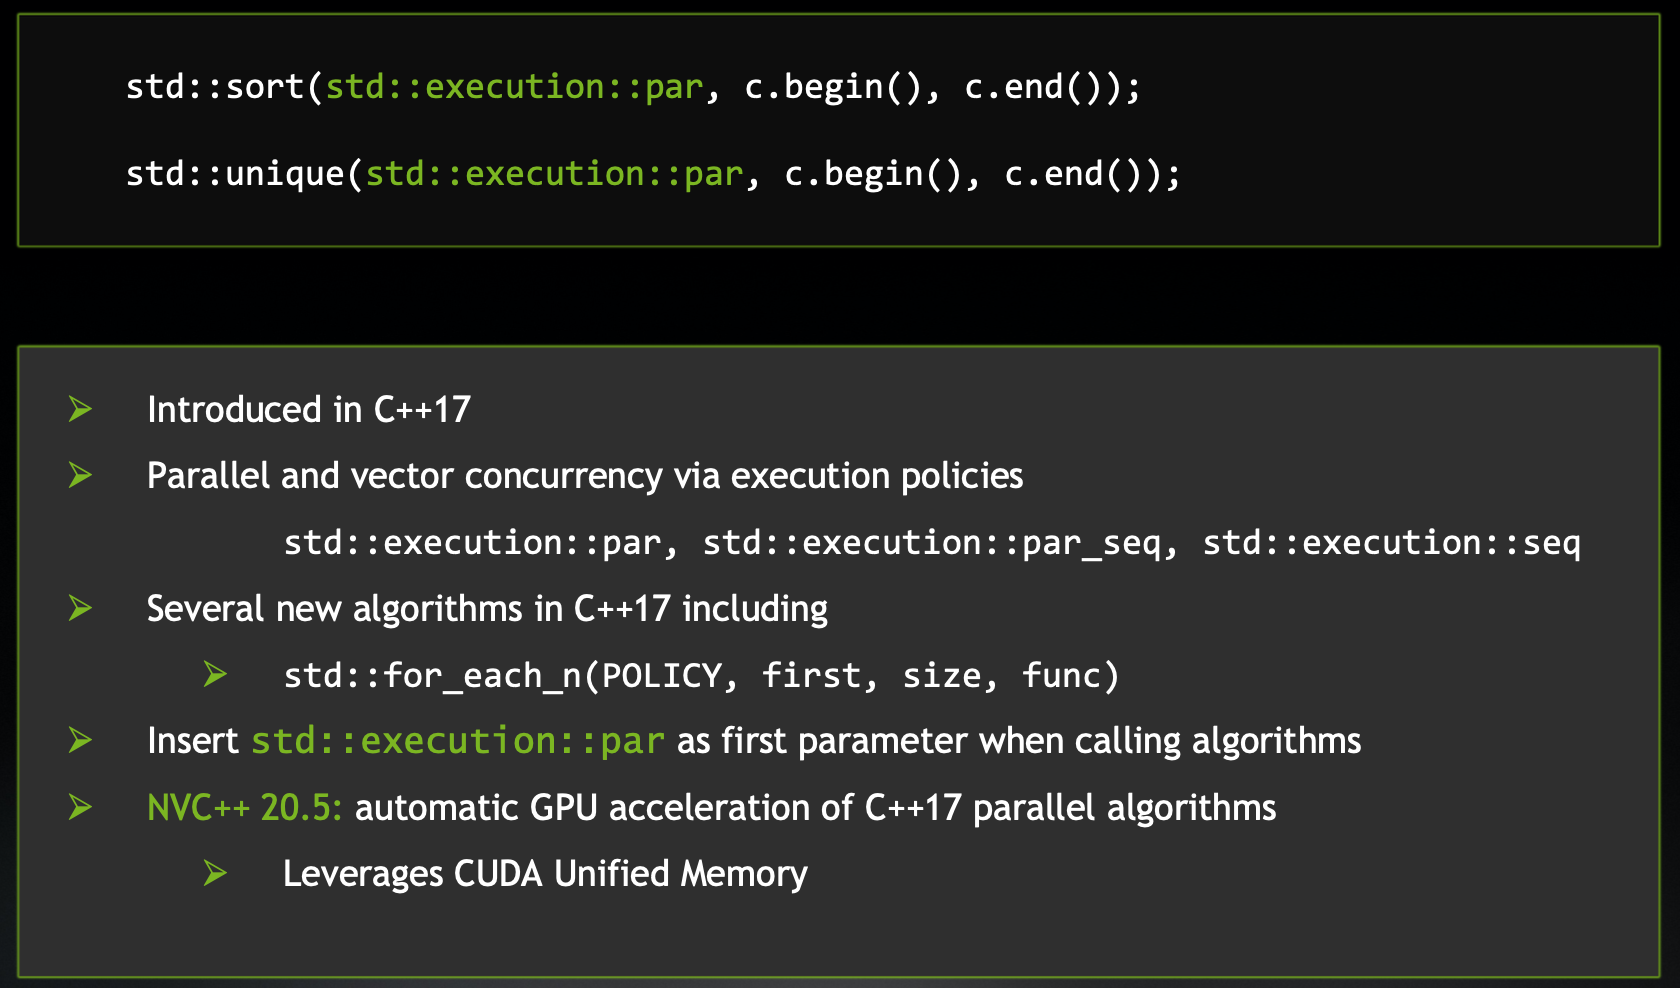 std::sort(std::execution::par, c.begin(), c.end());
std::unique(std::execution::par, c.begin(), c.end());
Introduced in C++17
Parallel and vector concurrency via execution policies
std::execution::par, std::execution::par_seq, std::execution::seq
Several new algorithms in C++17 including
std::for_each_n(POLICY, first, size, func)
Insert std::execution::par as first parameter when calling algorithms
NVC++ 20.5: automatic GPU acceleration of C++17 parallel algorithms
Leverages CUDA Unified Memory